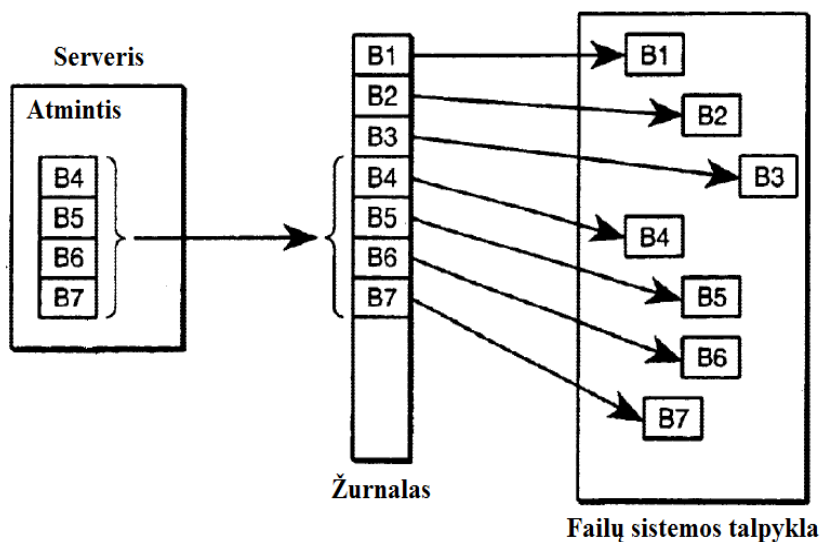 Serveris
Atmintis
B4
B5
B6
B7
B1
B2
B3
B4
B5
B6
B7
Žurnalas
B1
B2
B3
B4
B5
B6
B7
Failų sistemos talpykla